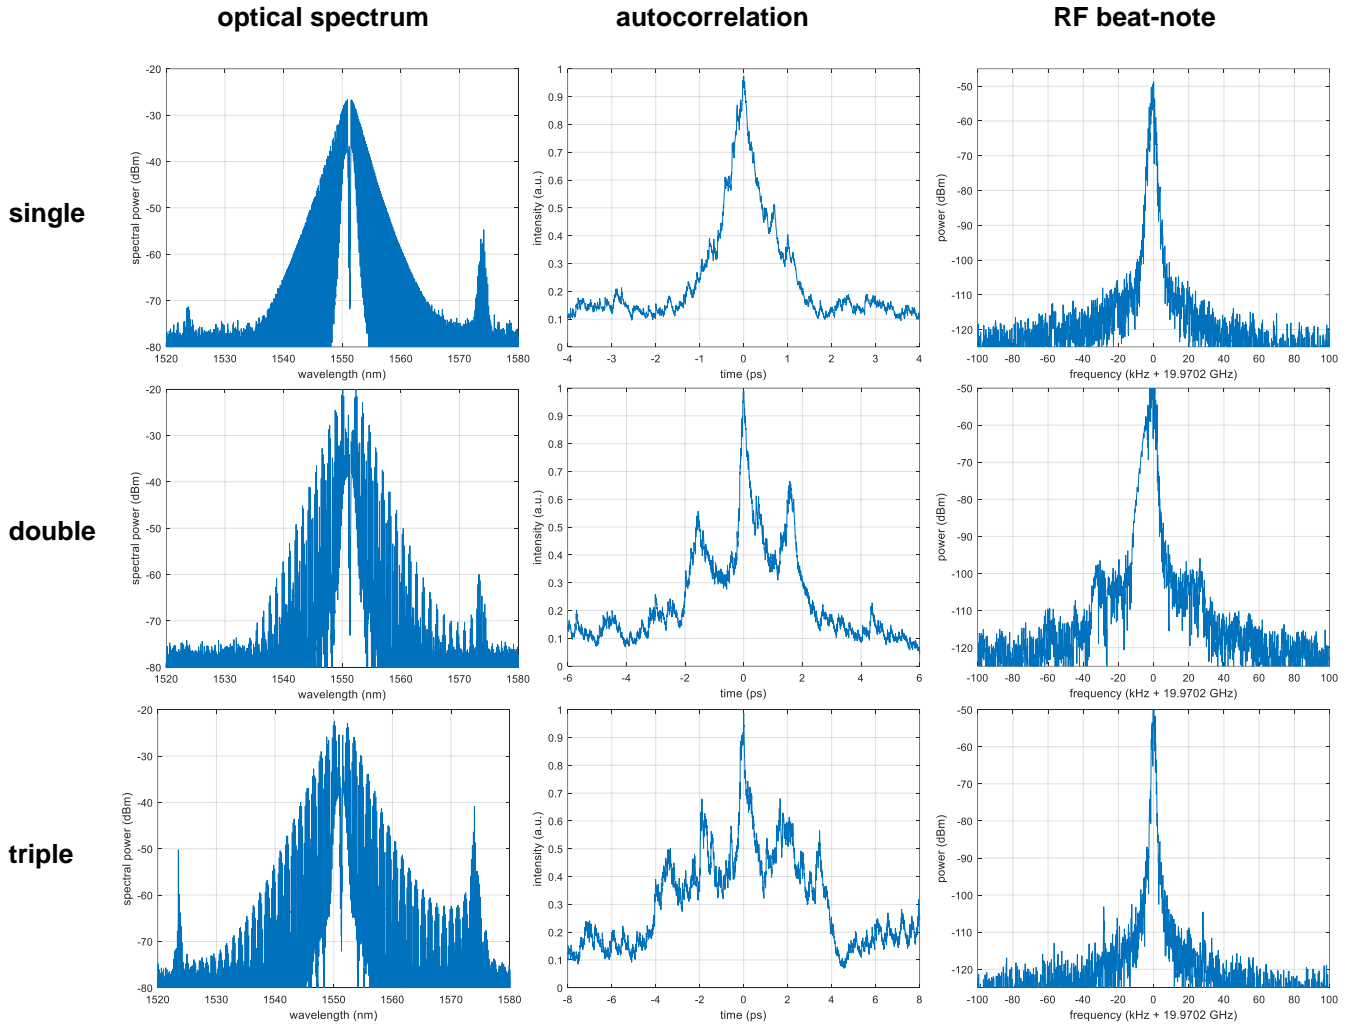 optical spectrum autocorrelation RF beat-note
single
-20
-30
-40
-50
-60
-70
-80
spectral power (dBm)
1520 1530 1540 1550 1560 1570 1580
wavelength (nm)
1
0.9
0.8
0.7
0.6
0.5
0.4
0.3
0.2
0.1
0
intensity (a.u.)
-4 -3 -2 -1 0 1 2 3 4
time (ps)
-50
-60
-70
-80
-90
-100
-110
-120
power (dBm)
-100 -80 -60 -40 -20 0 20 40 60 80 100
frequency (kHz + 19.9702 GHz)
double
-20
-30
-40
-50
-60
-70
-80
spectral power (dBm)
1520 1530 1540 1550 1560 1570 1580
wavelength (nm)
1
0.9
0.8
0.7
0.6
0.5
0.4
0.3
0.2
0.1
0
intensity (a.u.)
-6 -4 -2 0 2 4 6
time (ps)
-50
-60
-70
-80
-90
-100
-110
-120
power (dBm)
-100 -80 -60 -40 -20 0 20 40 60 80 100
frequency (kHz + 19.9702 GHz)
triple
-20
-30
-40
-50
-60
-70
-80
spectral power (dBm)
1520 1530 1540 1550 1560 1570 1580
wavelength (nm)
1
0.9
0.8
0.7
0.6
0.5
0.4
0.3
0.2
0.1
0
intensity (a.u.)
-8 -6 -4 -2 0 2 4 6 8
time (ps)
-50
-60
-70
-80
-90
-100
-110
-120
power (dBm)
-100 -80 -60 -40 -20 0 20 40 60 80 100
frequency (kHz + 19.9702 GHz)